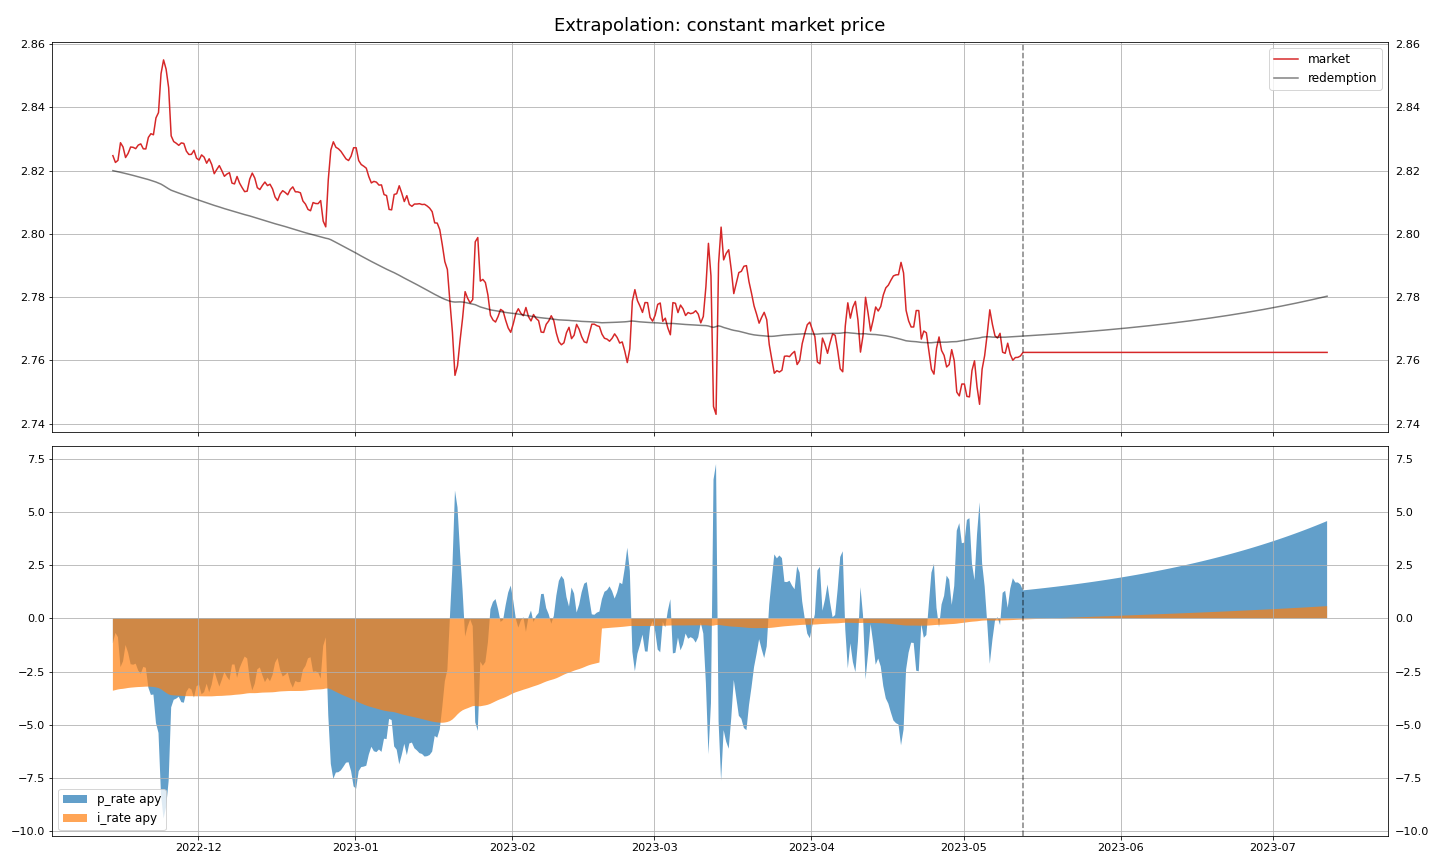 Extrapolation: constant market price
2.86 2.86
market
redemption
2.84 2.84
2.82 2.82
2.80 2.80
2.78 2.78
2.76 2.76
2.74 2.74
7.5 7.5
5.0 5.0
2.5 2.5
0.0 0.0
−2.5 −2.5
−5.0 −5.0
−7.5 −7.5
p_rate apy
i_rate apy
−10.0 −10.0
2022-12 2023-01 2023-02 2023-03 2023-04 2023-05 2023-06 2023-07